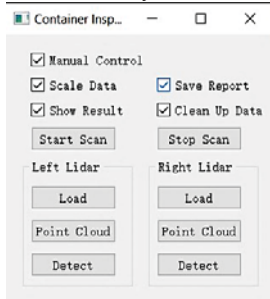 Container Insp...
Manual Control
Scale Data Save Report
Show Result Clean Up Data
Start Scan Stop Scan
Left Lidar Right Lidar
Load Load
Point Cloud Point Cloud
Detect Detect